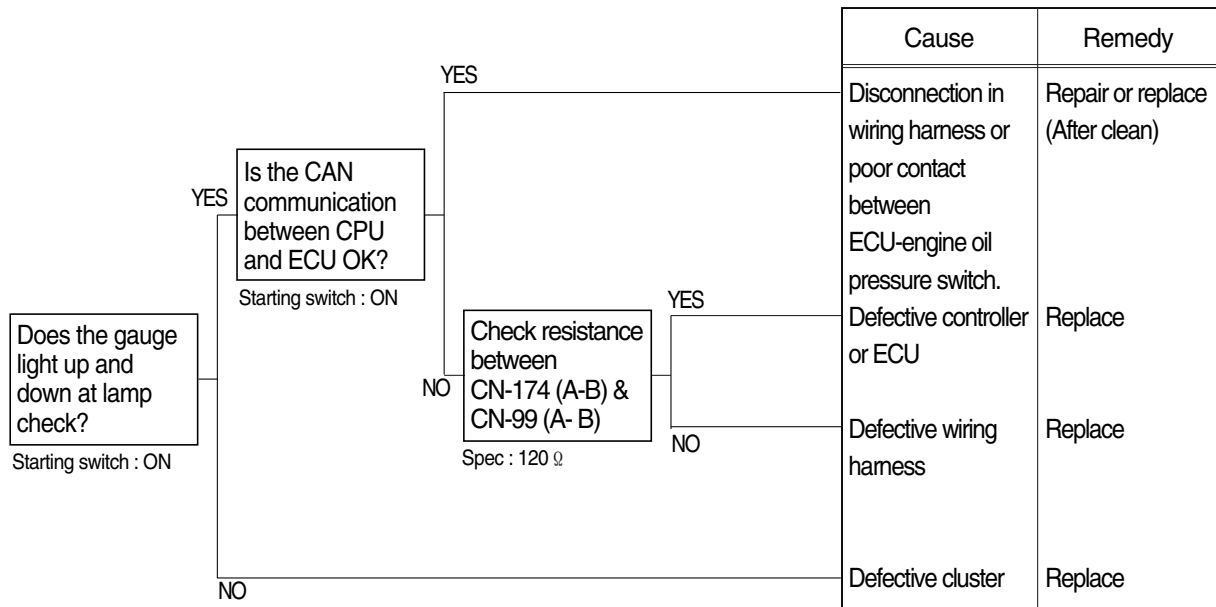 Cause
Remedy
YES
Disconnection in
wiring harness or
poor contact
between
ECU-engine oil
pressure switch.
Repair or replace
(After clean)
YES
Is the CAN
communication
between CPU
and ECU OK?
Starting switch : ON
YES
Defective controller
or ECU
Replace
Does the gauge
light up and
down at lamp
check?
Starting switch : ON
NO
Check resistance
between
CN-174 (A-B) &
CN-99 (A- B)
Spec : 120 Ω
NO
Defective wiring
harness
Replace
NO
Defective cluster
Replace